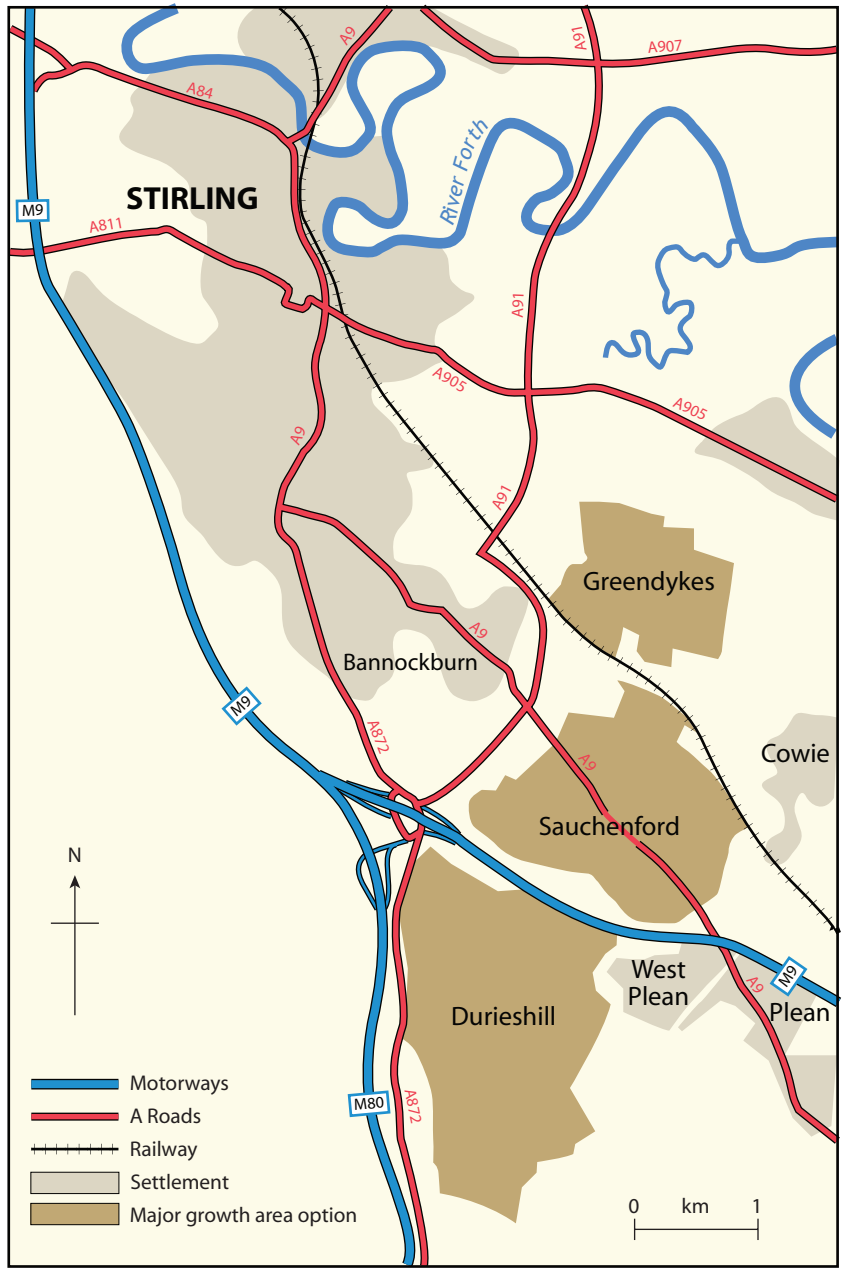 A9
A91
A907
A84
River Forth
STIRLING
M9
A811
A91
A905
A905
A9
A91
Greendykes
A9
Bannockburn
M9
A872
Cowie
A9
Sauchenford
N
West
Plean
M9
A9
Plean
Durieshill
M80
A872
Motorways
A Roads
Railway
Settlement
Major growth area option
0 km 1